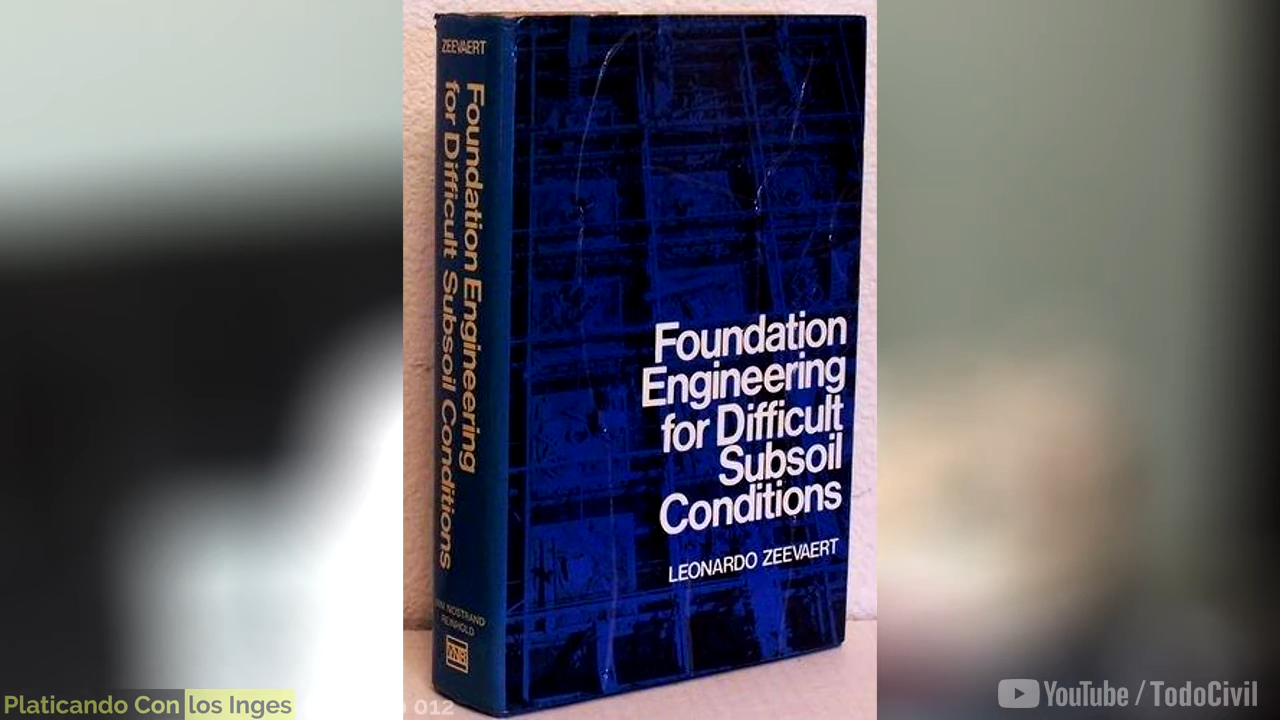 ZEEVAERT
Foundation Engineering
for Difficult Subsoil Conditions
VAN NOSTRAND
REINHOLD
Foundation
Engineering
for Difficult
Subsoil
Conditions
LEONARDO ZEEVAERT
Platicando Con los Inges
012
YouTube / TodoCivil